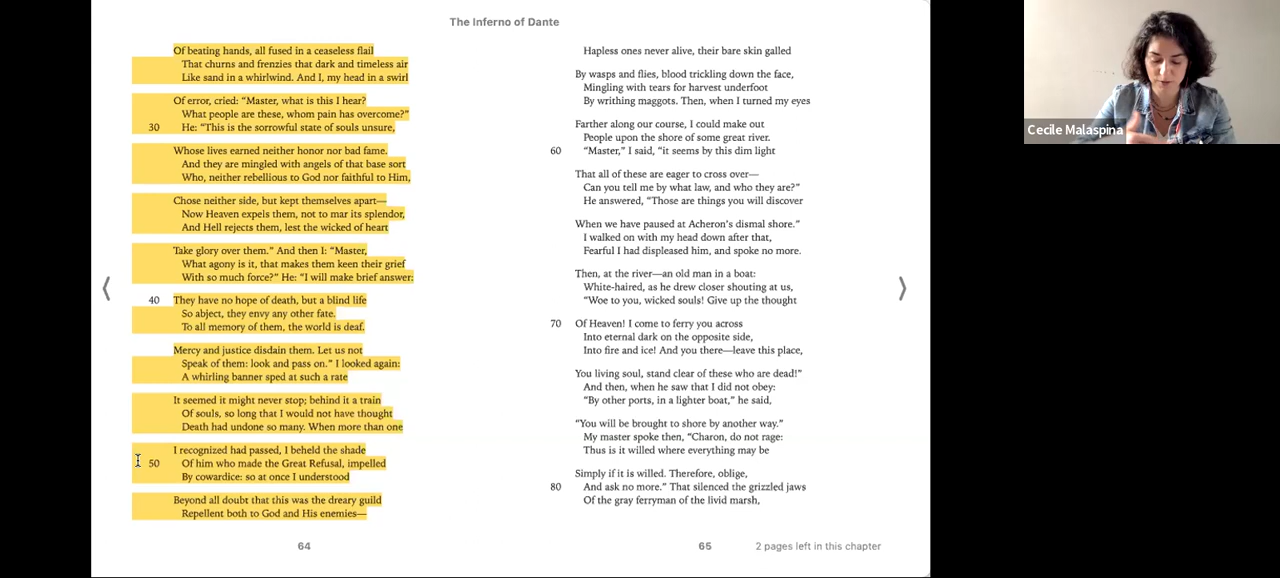 The Inferno of Dante
Of beating hands, all fused in a ceaseless flail
That churns and frenzies that dark and timeless air
Like sand in a whirlwind. And I, my head in a swirl
Of error, cried: “Master, what is this I hear?
What people are these, whom pain has overcome?”
30 He: “This is the sorrowful state of souls unsure,
Whose lives earned neither honor nor bad fame.
And they are mingled with angels of that base sort
Who, neither rebellious to God nor faithful to Him,
Chose neither side, but kept themselves apart—
Now Heaven expels them, not to mar its splendor,
And Hell rejects them, lest the wicked of heart
Take glory over them.” And then I: “Master,
What agony is it, that makes them keen their grief
With so much force?” He: “I will make brief answer:
40 They have no hope of death, but a blind life
So abject, they envy any other fate.
To all memory of them, the world is deaf.
Mercy and justice disdain them. Let us not
Speak of them: look and pass on.” I looked again:
A whirling banner sped at such a rate
It seemed it might never stop; behind it a train
Of souls, so long that I would not have thought
Death had undone so many. When more than one
I recognized had passed, I beheld the shade
50 Of him who made the Great Refusal, impelled
By cowardice: so at once I understood
Beyond all doubt that this was the dreary guild
Repellent both to God and His enemies—
64
Hapless ones never alive, their bare skin galled
By wasps and flies, blood trickling down the face,
Mingling with tears for harvest underfoot
By writhing maggots. Then, when I turned my eyes
Farther along our course, I could make out
People upon the shore of some great river.
60 “Master,” I said, “it seems by this dim light
That all of these are eager to cross over—
Can you tell me by what law, and who they are?”
He answered, “Those are things you will discover
When we have paused at Acheron’s dismal shore.”
I walked on with my head down after that,
Fearful I had displeased him, and spoke no more.
Then, at the river—an old man in a boat:
White-haired, as he drew closer shouting at us,
“Woe to you, wicked souls! Give up the thought
70 Of Heaven! I come to ferry you across
Into eternal dark on the opposite side,
Into fire and ice! And you there—leave this place,
You living soul, stand clear of these who are dead!”
And then, when he saw that I did not obey:
“By other ports, in a lighter boat,” he said,
“You will be brought to shore by another way.”
My master spoke then, “Charon, do not rage:
Thus is it willed where everything may be
Simply if it is willed. Therefore, oblige,
80 And ask no more.” That silenced the grizzled jaws
Of the gray ferryman of the livid marsh,
65
2 pages left in this chapter
Cecile Malaspina